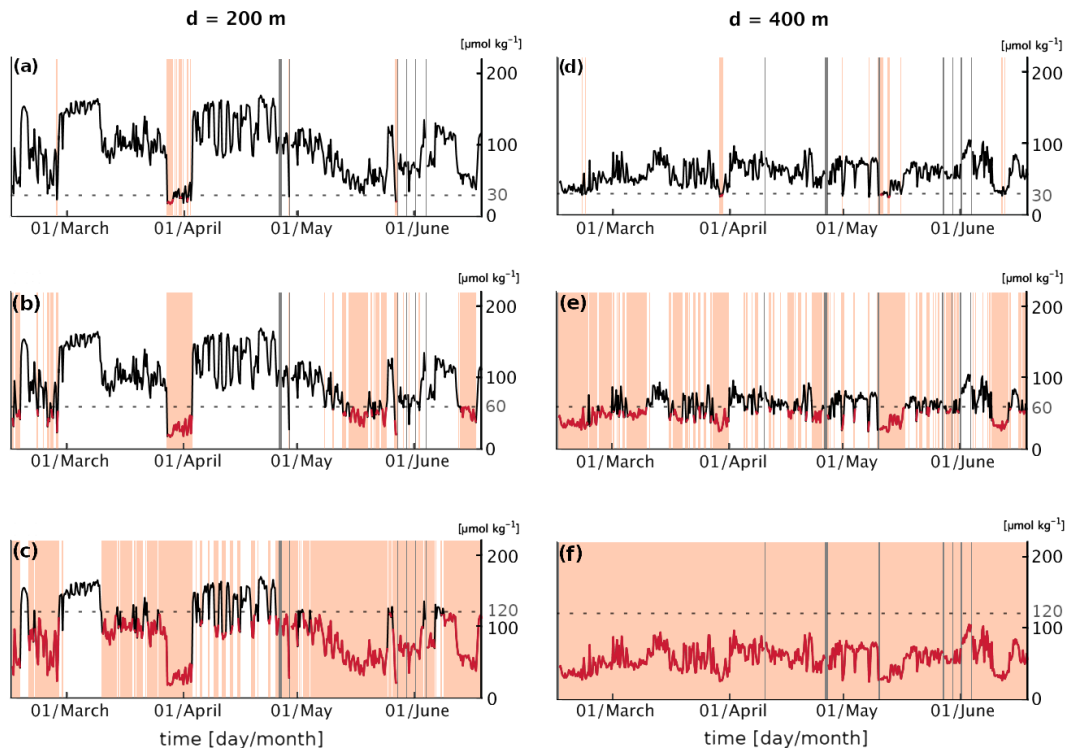 d = 200 m
d = 400 m
[μmol kg⁻¹]
(a)
200
100
30
0
01/March
01/April
01/May
01/June
[μmol kg⁻¹]
(d)
200
100
30
0
01/March
01/April
01/May
01/June
[μmol kg⁻¹]
(b)
200
100
60
0
01/March
01/April
01/May
01/June
[μmol kg⁻¹]
(e)
200
100
60
0
01/March
01/April
01/May
01/June
[μmol kg⁻¹]
(c)
200
120
100
0
01/March
01/April
01/May
01/June
time [day/month]
[μmol kg⁻¹]
(f)
200
120
100
0
01/March
01/April
01/May
01/June
time [day/month]